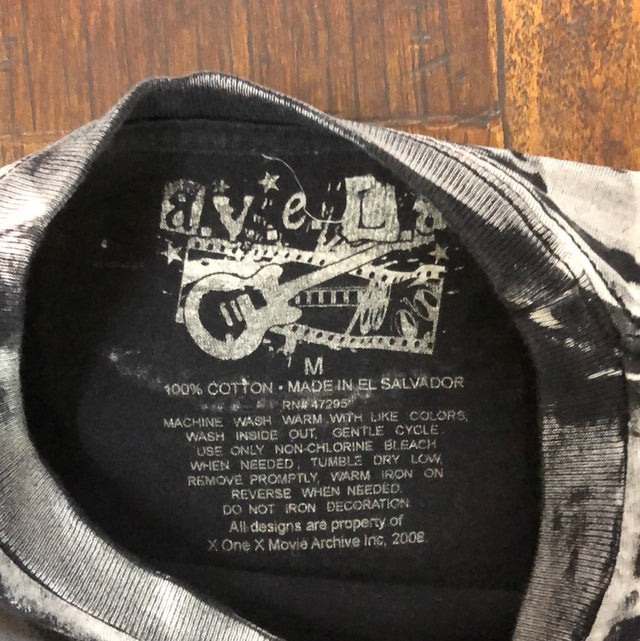 a.v.e.L.a
M
100% COTTON • MADE IN EL SALVADOR
RN# 47295
MACHINE WASH WARM WITH LIKE COLORS,
WASH INSIDE OUT, GENTLE CYCLE
USE ONLY NON-CHLORINE BLEACH
WHEN NEEDED, TUMBLE DRY LOW,
REMOVE PROMPTLY, WARM IRON ON
REVERSE WHEN NEEDED.
DO NOT IRON DECORATION.
All designs are property of
X One X Movie Archive Inc, 2008.